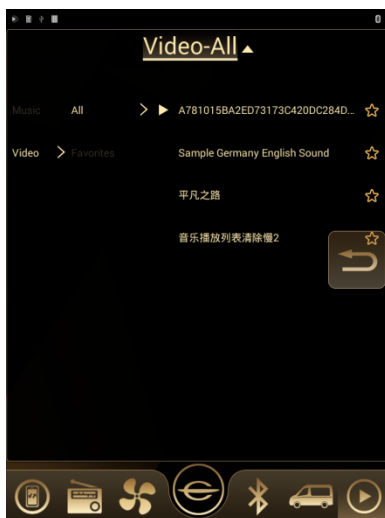 0
Video-All
Music All A781015BA2ED73173C420DC284D...
Video Favorites Sample Germany English Sound
平凡之路
音乐播放列表清除慢2